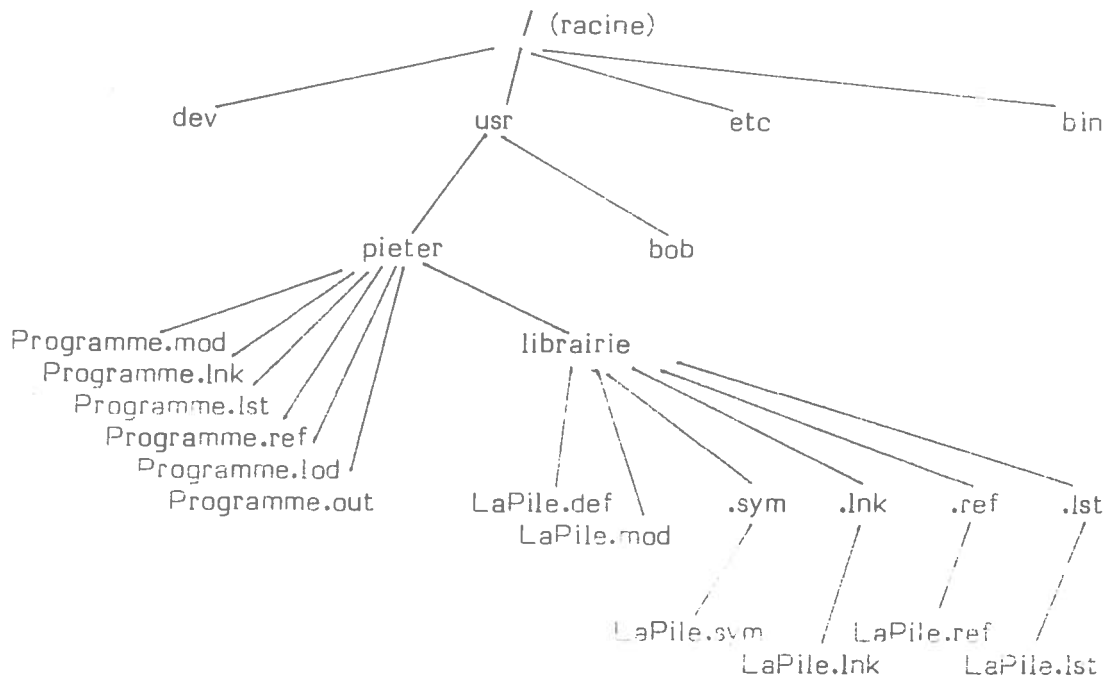 / (racine)
dev usr etc bin
pieter bob
Programme.mod librairie
Programme.lnk
Programme.lst
Programme.ref
Programme.lod
Programme.out LaPile.def .sym .lnk .ref .lst
LaPile.mod
LaPile.sym LaPile.ref
LaPile.lnk LaPile.lst